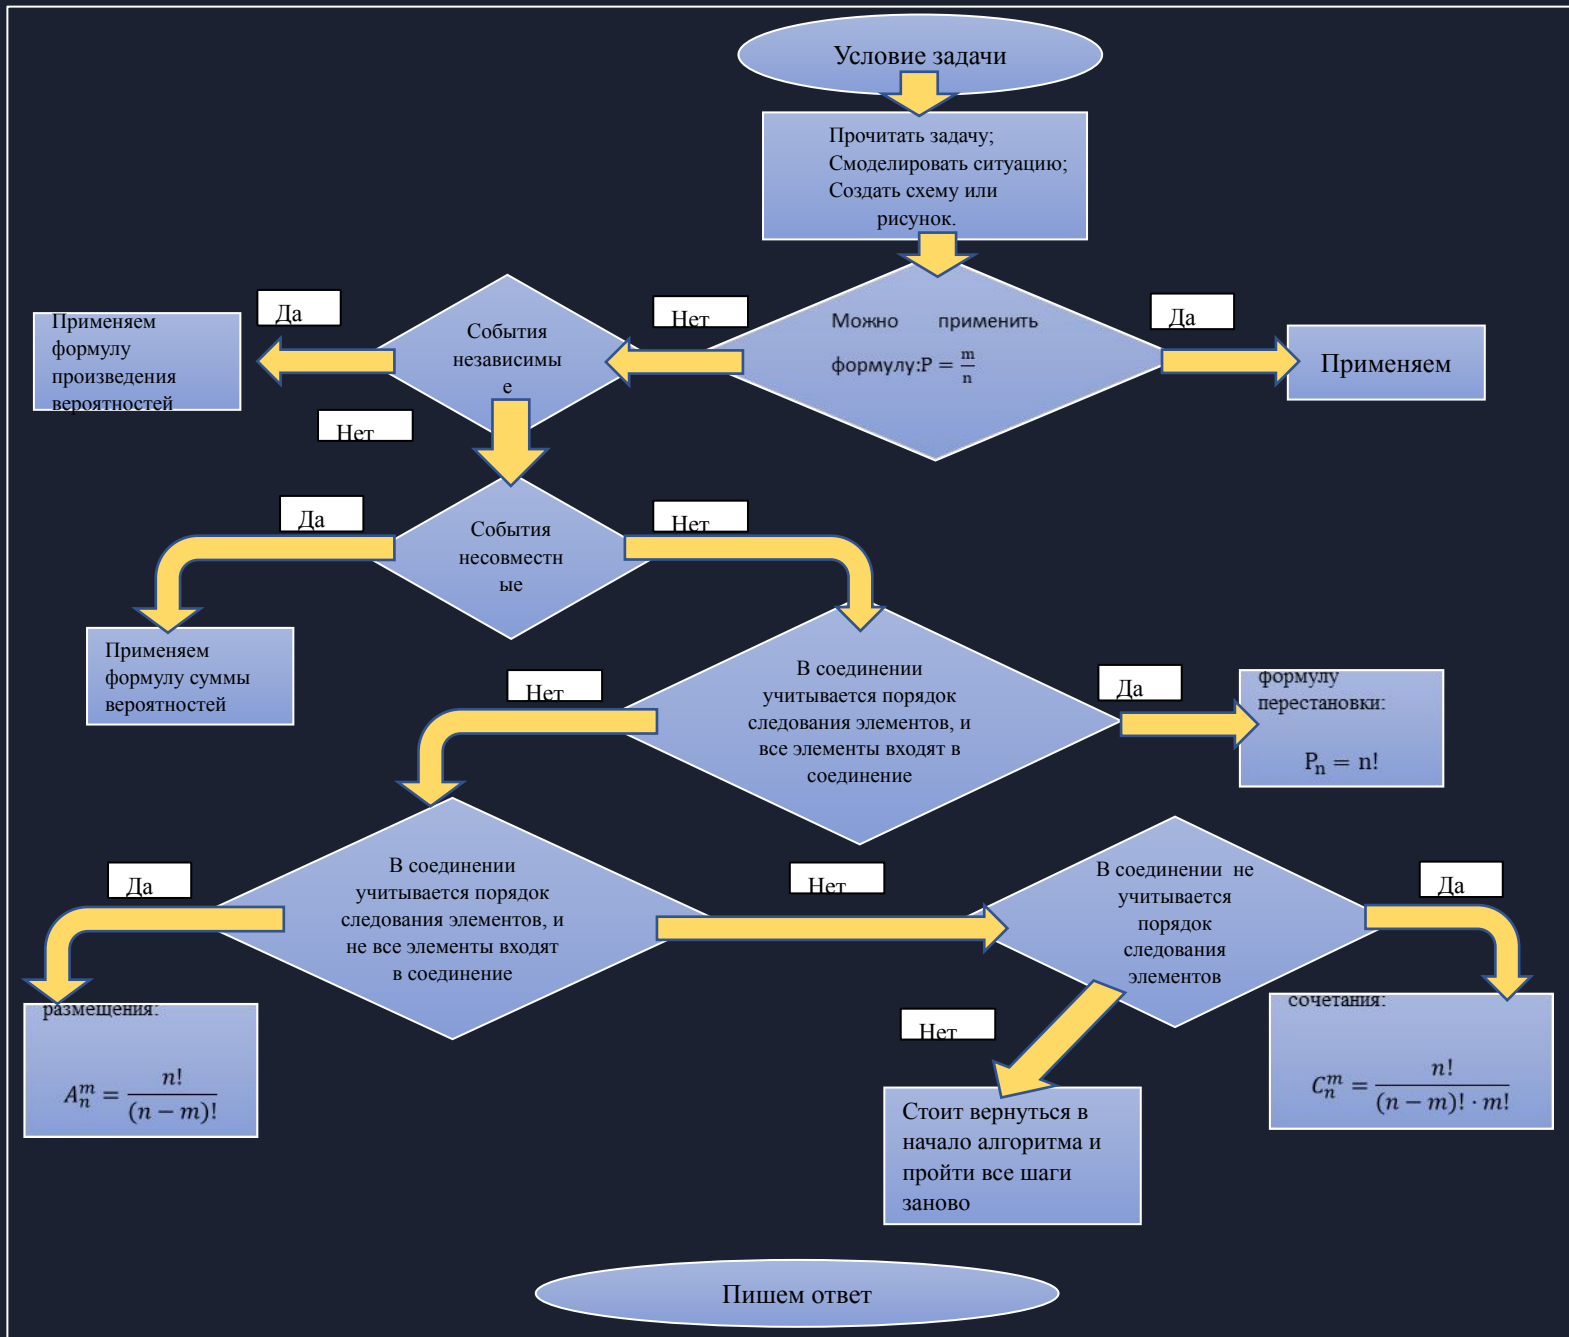 Условие задачи
Прочитать задачу;
Смоделировать ситуацию;
Создать схему или
рисунок.
Да
Нет
Да
События
независимы
е
Можно применить
формулу:P = m/n
Применяем
формулу
произведения
вероятностей
Применяем
Нет
Да
Нет
События
несовместн
ые
Применяем
формулу суммы
вероятностей
Нет
Да
В соединении
учитывается порядок
следования элементов, и
все элементы входят в
соединение
формулу
перестановки:
P_n = n!
Да
Нет
Да
В соединении
учитывается порядок
следования элементов, и
не все элементы входят
в соединение
В соединении не
учитывается
порядок
следования
элементов
размещения:
A_n^m = n!/(n − m)!
Нет
сочетания:
C_n^m = n!/((n − m)! · m!)
Стоит вернуться в
начало алгоритма и
пройти все шаги
заново
Пишем ответ